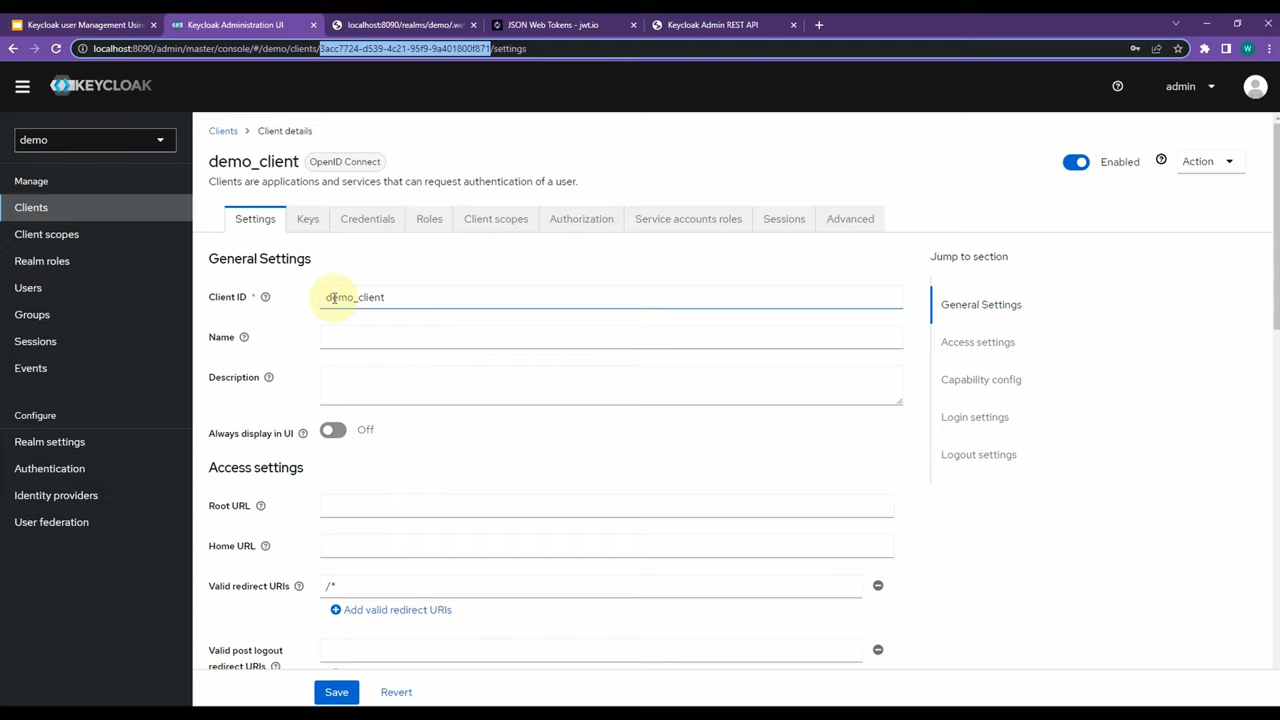 Keycloak user Management Usin
Keycloak Administration UI
localhost:8090/realms/demo/.we
JSON Web Tokens - jwt.io
Keycloak Admin REST API
localhost:8090/admin/master/console/#/demo/clients/3acc7724-d539-4c21-95f9-9a401800f871/settings
W
KEYCLOAK
admin
demo
Manage
Clients
Client scopes
Realm roles
Users
Groups
Sessions
Events
Configure
Realm settings
Authentication
Identity providers
User federation
Clients > Client details
demo_client OpenID Connect
Enabled
Action
Clients are applications and services that can request authentication of a user.
Settings Keys Credentials Roles Client scopes Authorization Service accounts roles Sessions Advanced
General Settings
Client ID * demo_client
Name
Description
Always display in UI Off
Access settings
Root URL
Home URL
Valid redirect URIs /*
Add valid redirect URIs
Valid post logout
redirect URIs
Save Revert
Jump to section
General Settings
Access settings
Capability config
Login settings
Logout settings